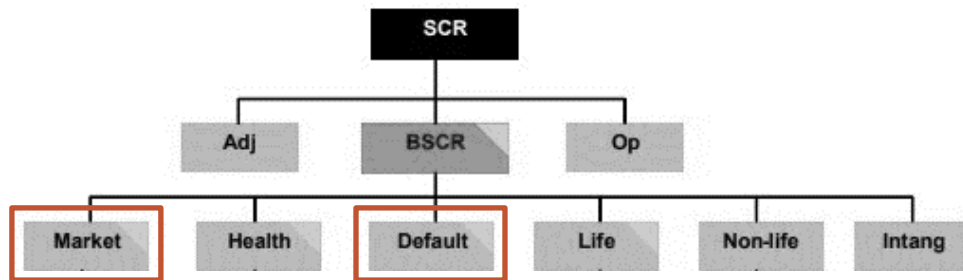 SCR
Adj BSCR Op
Market Health Default Life Non-life Intang